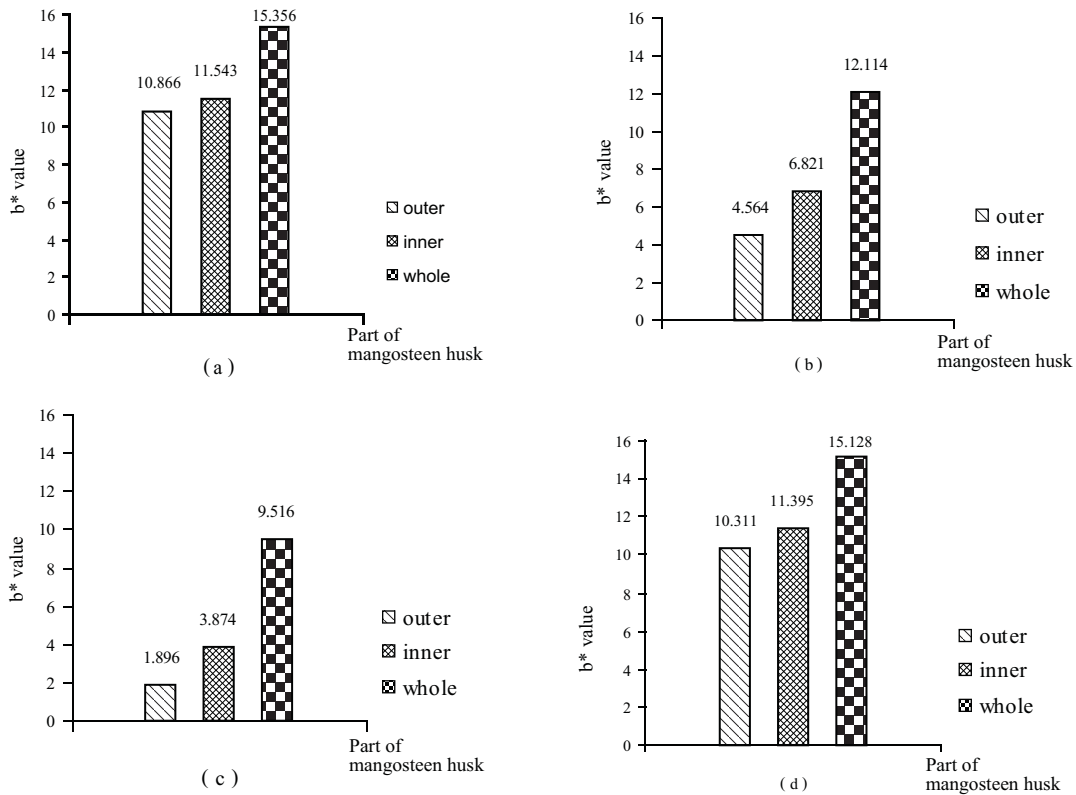 16
14
12
10
8
6
4
2
0
b* value
10.866
11.543
15.356
outer
inner
whole
Part of
mangosteen husk
( a )
16
14
12
10
8
6
4
2
0
b* value
4.564
6.821
12.114
outer
inner
whole
Part of
mangosteen husk
( b )
16
14
12
10
8
6
4
2
0
b* value
1.896
3.874
9.516
outer
inner
whole
Part of
mangosteen husk
( c )
16
14
12
10
8
6
4
2
0
b* value
10.311
11.395
15.128
outer
inner
whole
Part of
mangosteen husk
( d )